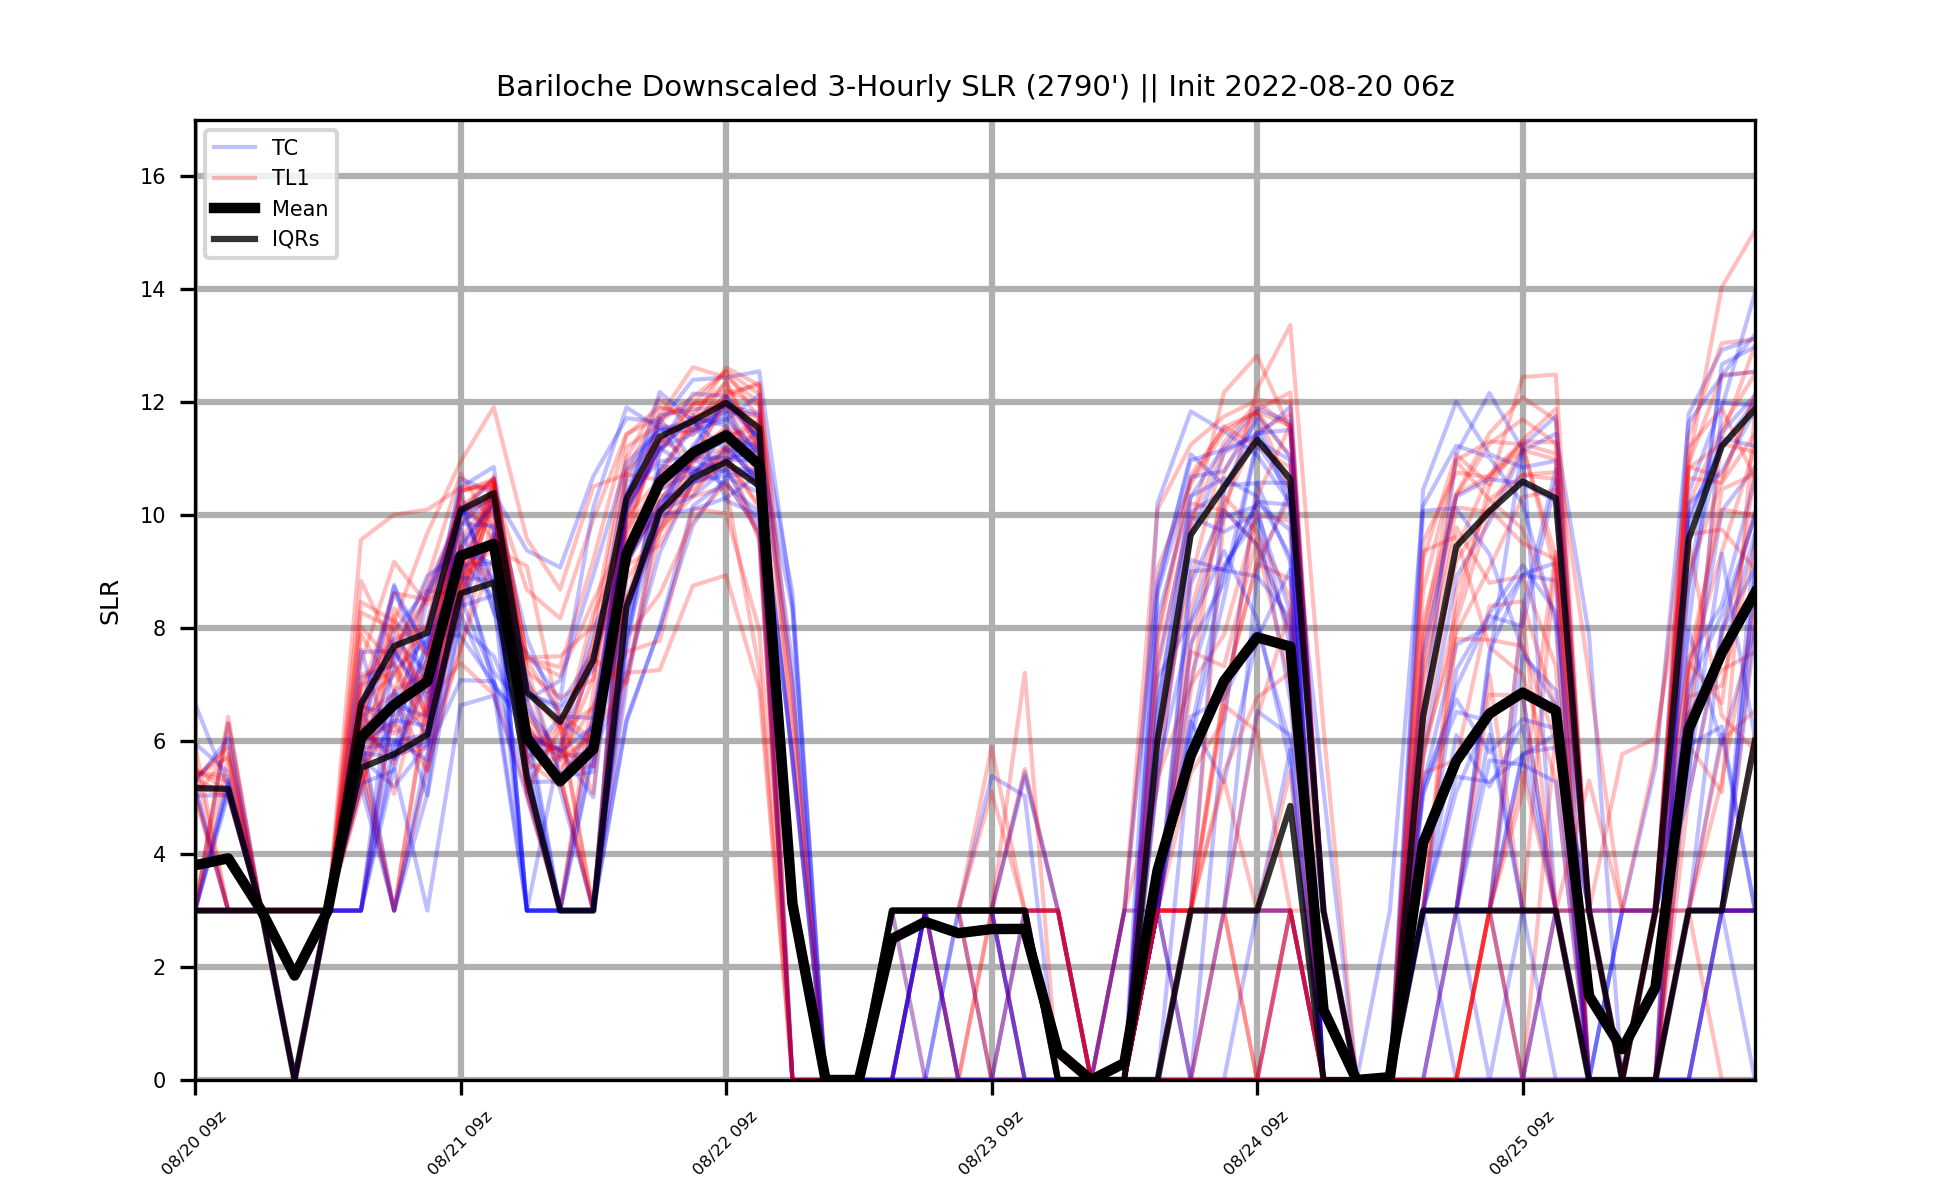 Bariloche Downscaled 3-Hourly SLR (2790') || Init 2022-08-20 06z
TC
TL1
Mean
IQRs
SLR
16
14
12
10
8
6
4
2
0
08/20 09z
08/21 09z
08/22 09z
08/23 09z
08/24 09z
08/25 09z